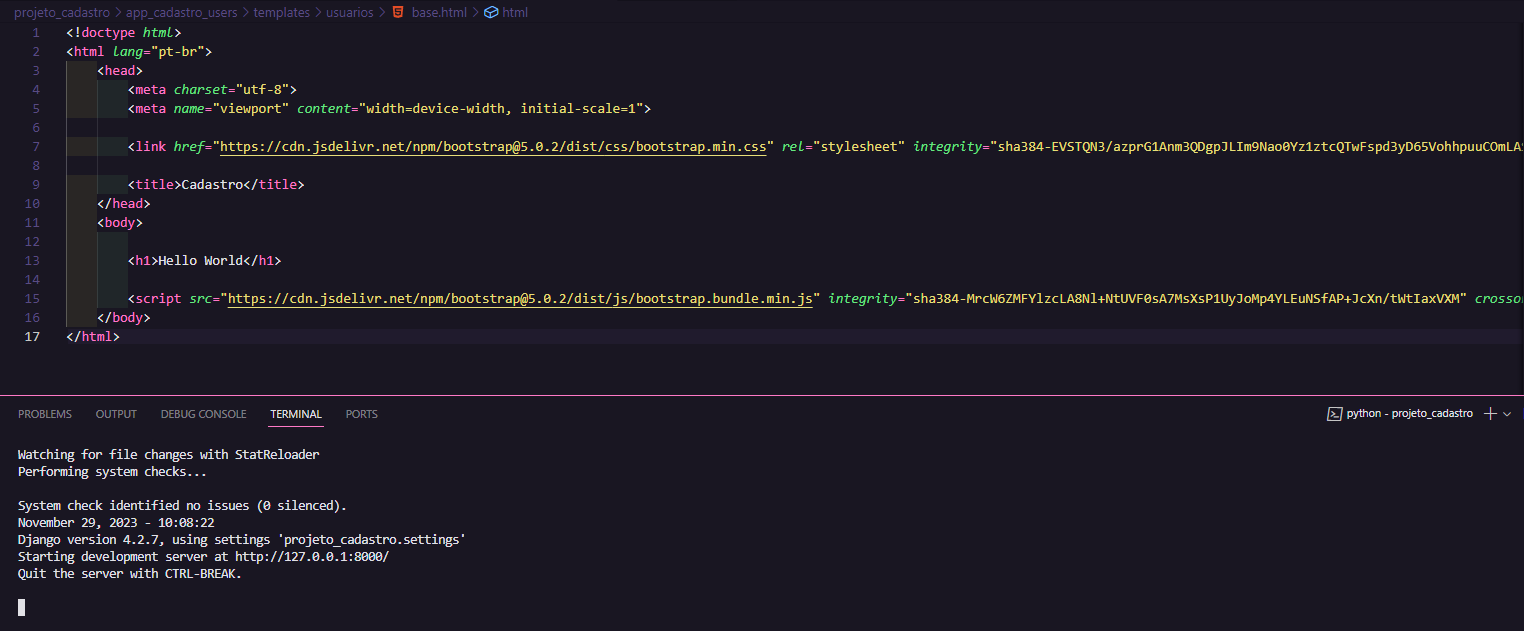 projeto_cadastro > app_cadastro_users > templates > usuarios > base.html > html
1 <!doctype html>
2 <html lang="pt-br">
3 <head>
4 <meta charset="utf-8">
5 <meta name="viewport" content="width=device-width, initial-scale=1">
6
7 <link href="https://cdn.jsdelivr.net/npm/bootstrap@5.0.2/dist/css/bootstrap.min.css" rel="stylesheet" integrity="sha384-EVSTQN3/azprG1Anm3QDgpJLIm9Nao0Yz1ztcQTwFspd3yD65VohhpuuCOmLAS
8
9 <title>Cadastro</title>
10 </head>
11 <body>
12
13 <h1>Hello World</h1>
14
15 <script src="https://cdn.jsdelivr.net/npm/bootstrap@5.0.2/dist/js/bootstrap.bundle.min.js" integrity="sha384-MrcW6ZMFYlzcLA8Nl+NtUVF0sA7MsXsP1UyJoMp4YLEuNSfAP+JcXn/tWtIaxVXM" crosso
16 </body>
17 </html>
PROBLEMS OUTPUT DEBUG CONSOLE TERMINAL PORTS
python - projeto_cadastro
Watching for file changes with StatReloader
Performing system checks...
System check identified no issues (0 silenced).
November 29, 2023 - 10:08:22
Django version 4.2.7, using settings 'projeto_cadastro.settings'
Starting development server at http://127.0.0.1:8000/
Quit the server with CTRL-BREAK.